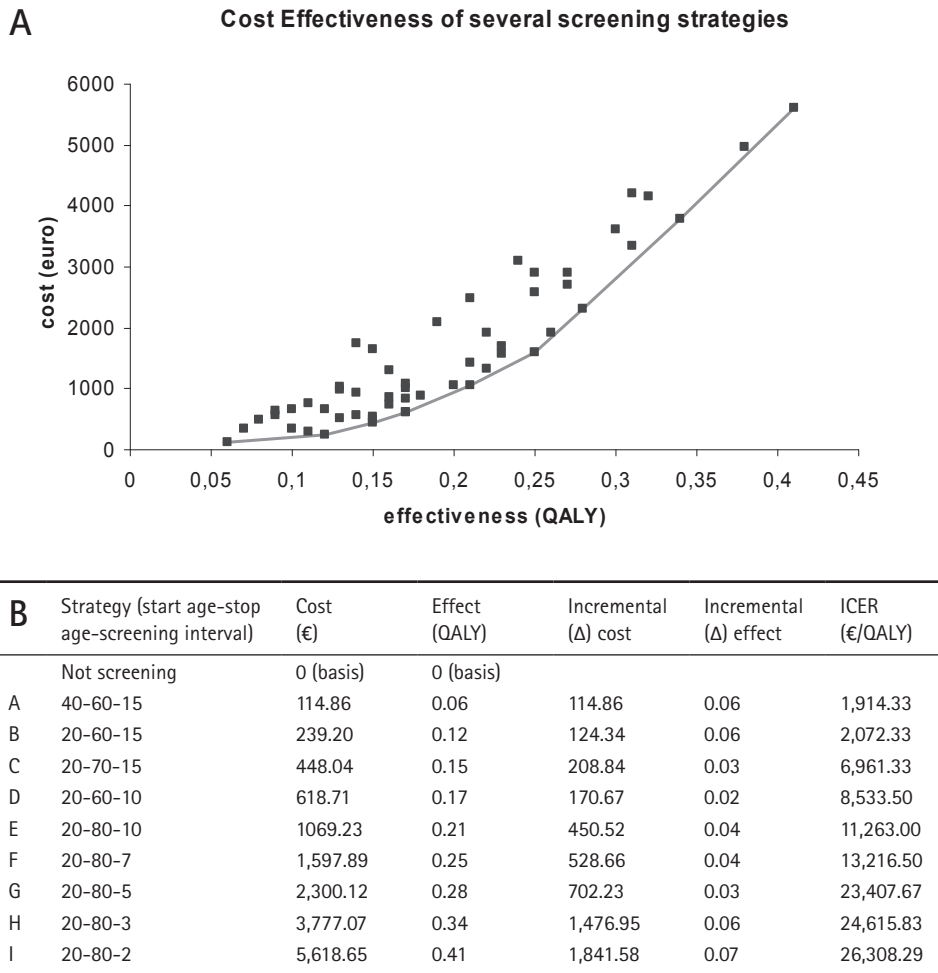 A
Cost Effectiveness of several screening strategies
6000
5000
4000
3000
2000
1000
0
cost (euro)
0 0,05 0,1 0,15 0,2 0,25 0,3 0,35 0,4 0,45
effectiveness (QALY)
B Strategy (start age-stop age-screening interval) Cost (€) Effect (QALY) Incremental (Δ) cost Incremental (Δ) effect ICER (€/QALY)
Not screening 0 (basis) 0 (basis)
A 40-60-15 114.86 0.06 114.86 0.06 1,914.33
B 20-60-15 239.20 0.12 124.34 0.06 2,072.33
C 20-70-15 448.04 0.15 208.84 0.03 6,961.33
D 20-60-10 618.71 0.17 170.67 0.02 8,533.50
E 20-80-10 1069.23 0.21 450.52 0.04 11,263.00
F 20-80-7 1,597.89 0.25 528.66 0.04 13,216.50
G 20-80-5 2,300.12 0.28 702.23 0.03 23,407.67
H 20-80-3 3,777.07 0.34 1,476.95 0.06 24,615.83
I 20-80-2 5,618.65 0.41 1,841.58 0.07 26,308.29